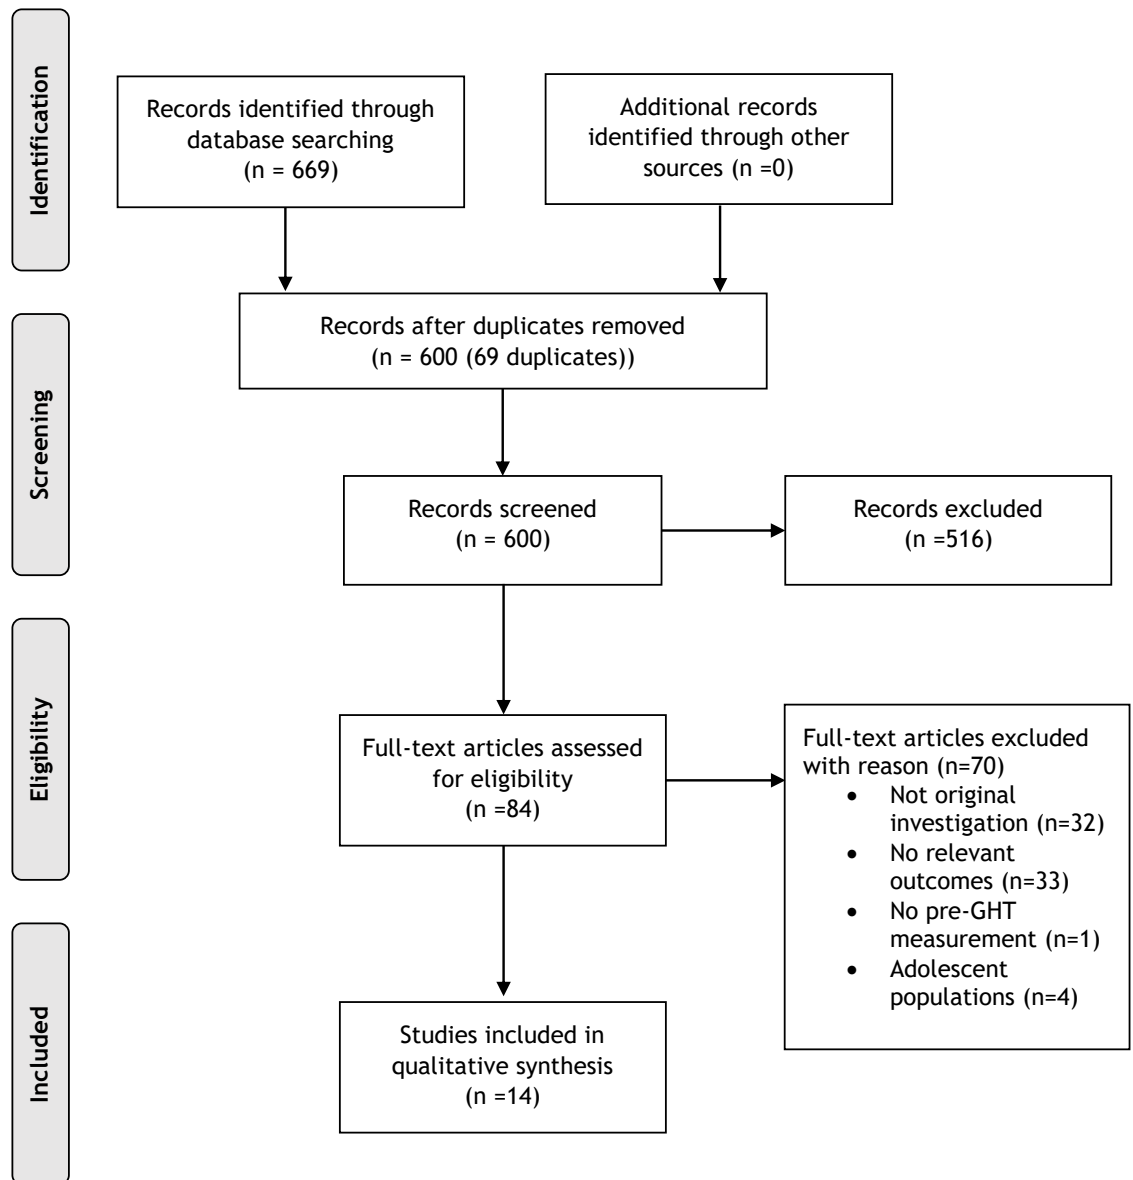 Identification
Records identified through
database searching
(n = 669)
Additional records
identified through other
sources (n =0)
Screening
Records after duplicates removed
(n = 600 (69 duplicates))
Records screened
(n = 600)
Records excluded
(n =516)
Eligibility
Full-text articles assessed
for eligibility
(n =84)
Full-text articles excluded
with reason (n=70)
• Not original
investigation (n=32)
• No relevant
outcomes (n=33)
• No pre-GHT
measurement (n=1)
• Adolescent
populations (n=4)
Included
Studies included in
qualitative synthesis
(n =14)